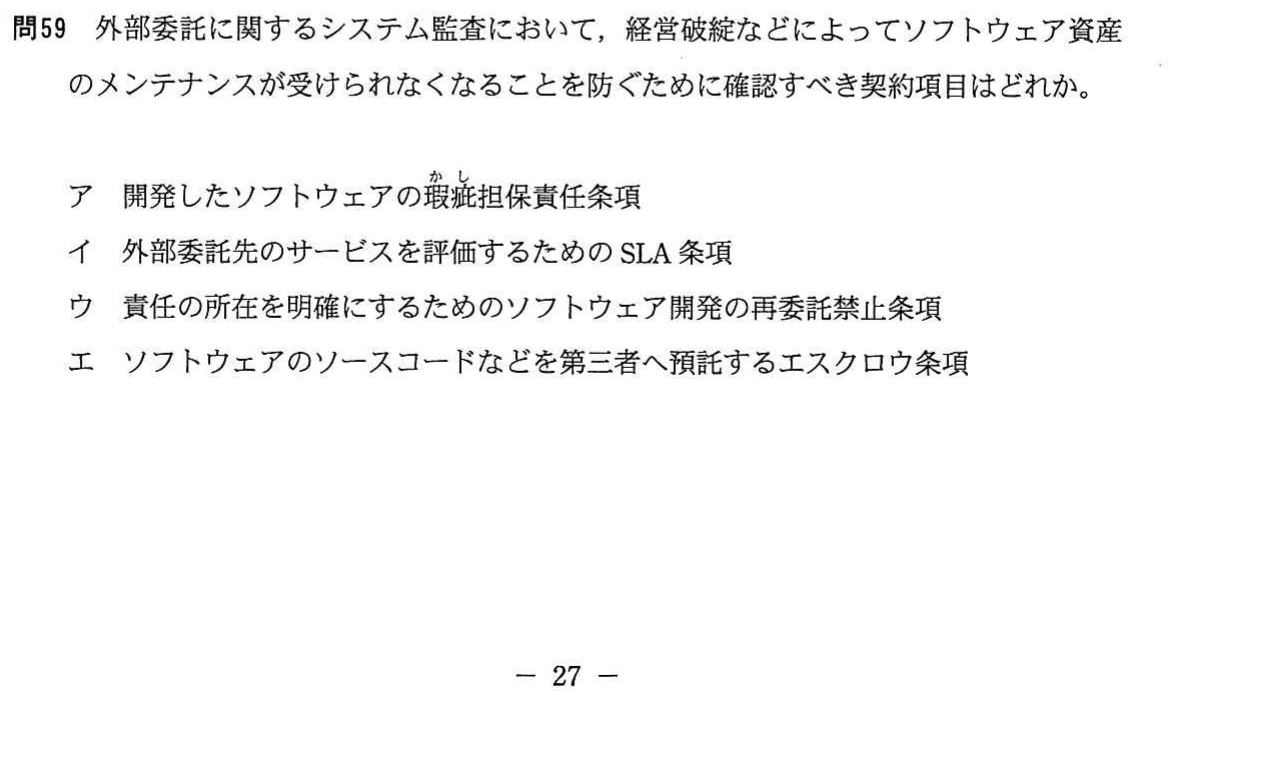 問59 外部委託に関するシステム監査において，経営破綻などによってソフトウェア資産
のメンテナンスが受けられなくなることを防ぐために確認すべき契約項目はどれか。
ア 開発したソフトウェアの瑕疵担保責任条項
かし
イ 外部委託先のサービスを評価するための SLA 条項
ウ 責任の所在を明確にするためのソフトウェア開発の再委託禁止条項
エ ソフトウェアのソースコードなどを第三者へ預託するエスクロウ条項
− 27 −